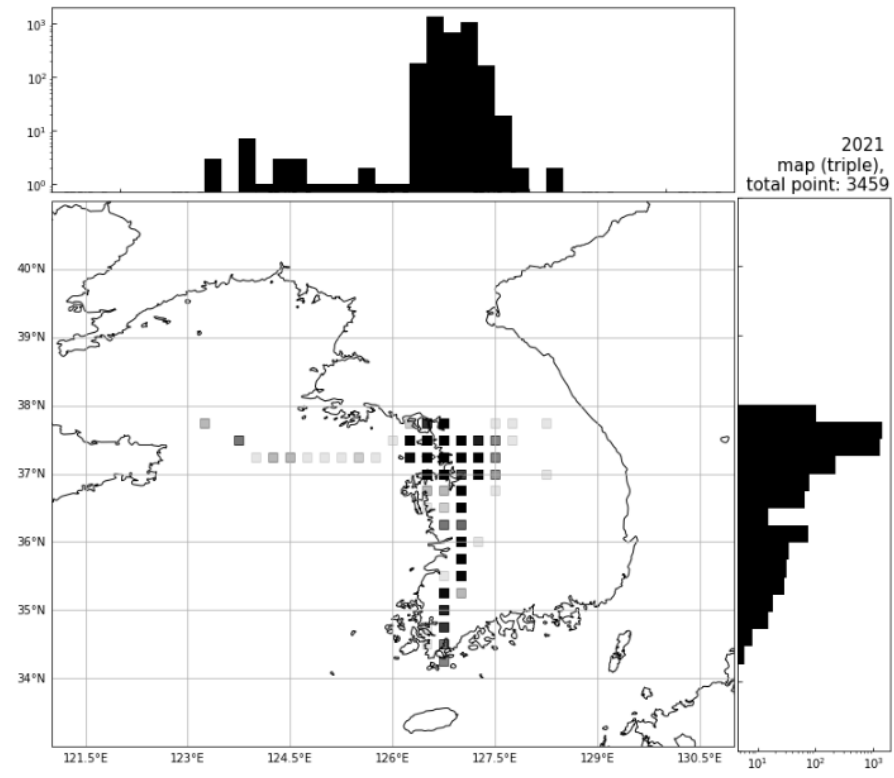 10³
10²
10¹
10⁰
2021
map (triple),
total point: 3459
40°N
39°N
38°N
37°N
36°N
35°N
34°N
121.5°E 123°E 124.5°E 126°E 127.5°E 129°E 130.5°E
10¹ 10² 10³